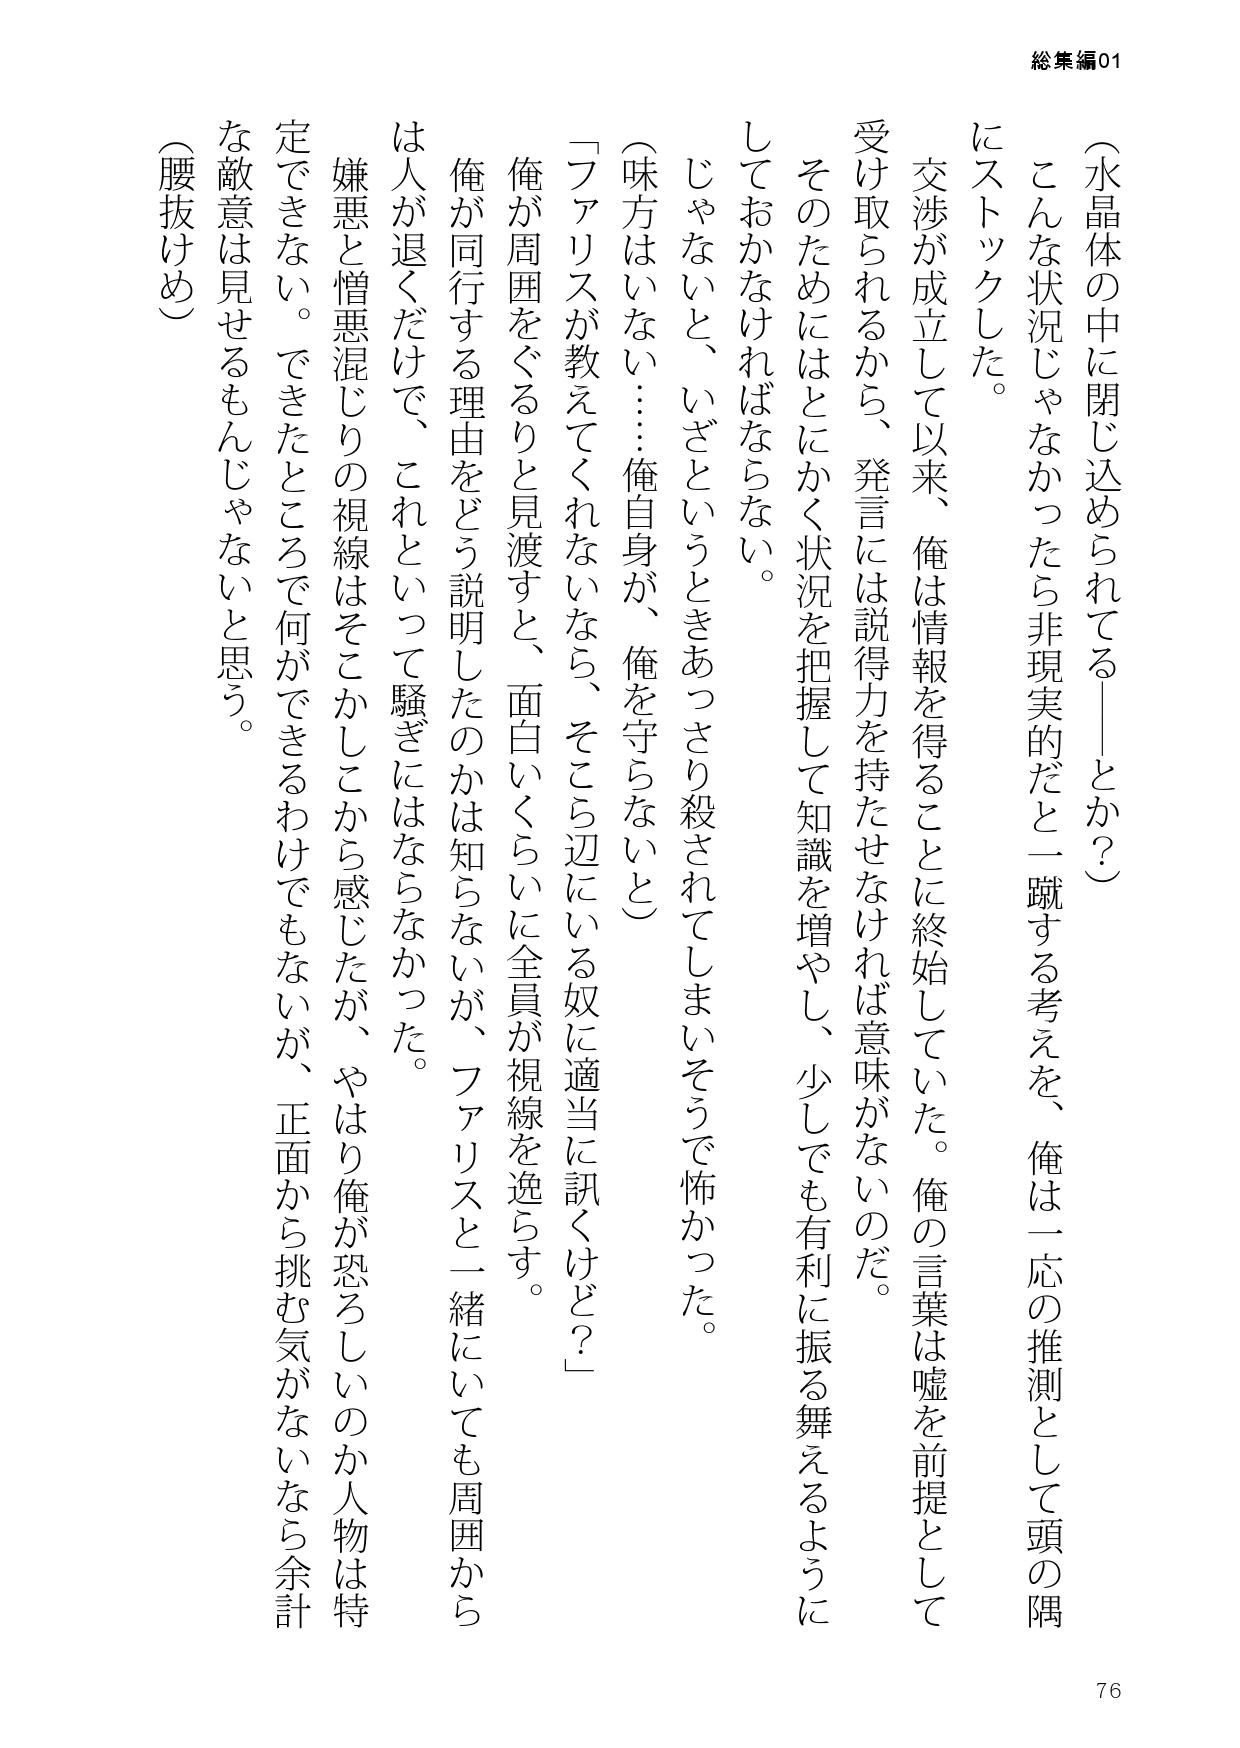 総集編01
（水晶体の中に閉じ込められてる――とか？）
こんな状況じゃなかったら非現実的だと一蹴する考えを、俺は一応の推測として頭の隅
にストックした。
交渉が成立して以来、俺は情報を得ることに終始していた。俺の言葉は嘘を前提として
受け取られるから、発言には説得力を持たせなければ意味がないのだ。
そのためにはとにかく状況を把握して知識を増やし、少しでも有利に振る舞えるように
しておかなければならない。
じゃないと、いざというときあっさり殺されてしまいそうで怖かった。
（味方はいない……俺自身が、俺を守らないと）
「ファリスが教えてくれないなら、そこら辺にいる奴に適当に訊くけど？」
俺が周囲をぐるりと見渡すと、面白いくらいに全員が視線を逸らす。
俺が同行する理由をどう説明したのかは知らないが、ファリスと一緒にいても周囲から
は人が退くだけで、これといって騒ぎにはならなかった。
嫌悪と憎悪混じりの視線はそこかしこから感じたが、やはり俺が恐ろしいのか人物は特
定できない。できたところで何ができるわけでもないが、正面から挑む気がないなら余計
な敵意は見せるもんじゃないと思う。
（腰抜けめ）
76